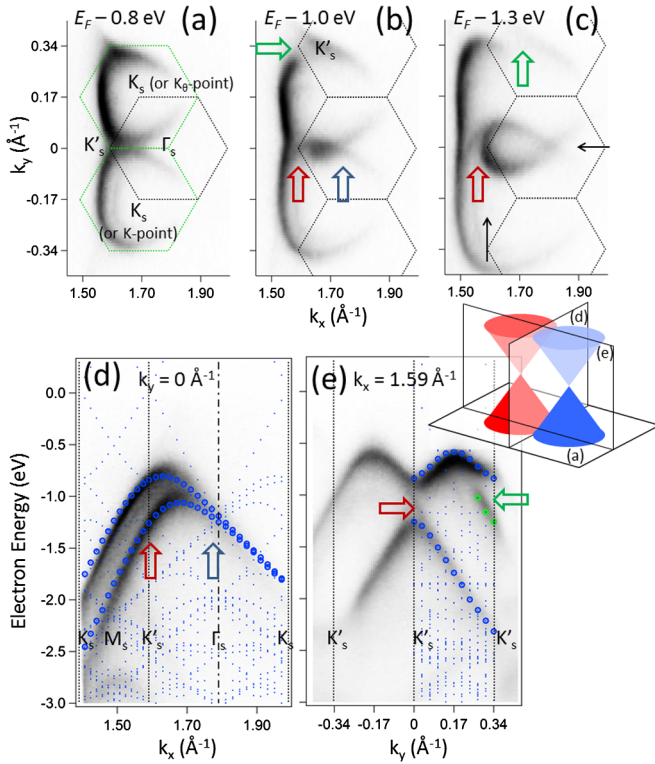 E_F – 0.8 eV (a)
E_F – 1.0 eV (b)
E_F – 1.3 eV (c)
k_y (Å⁻¹)
0.34
0.17
0
-0.17
-0.34
K_s (or K_θ-point)
K'_s
Γ_s
K_s
(or K-point)
K'_s
1.50 1.70 1.90
1.50 1.70 1.90
1.50 1.70 1.90
k_x (Å⁻¹)
(d)
(e)
(a)
(d) k_y = 0 Å⁻¹
(e) k_x = 1.59 Å⁻¹
Electron Energy (eV)
0.0
-0.5
-1.0
-1.5
-2.0
-2.5
-3.0
K_s M_s K'_s Γ_s K_s
K'_s K'_s K'_s
1.50 1.70 1.90
-0.34 -0.17 0 0.17 0.34
k_x (Å⁻¹)
k_y (Å⁻¹)